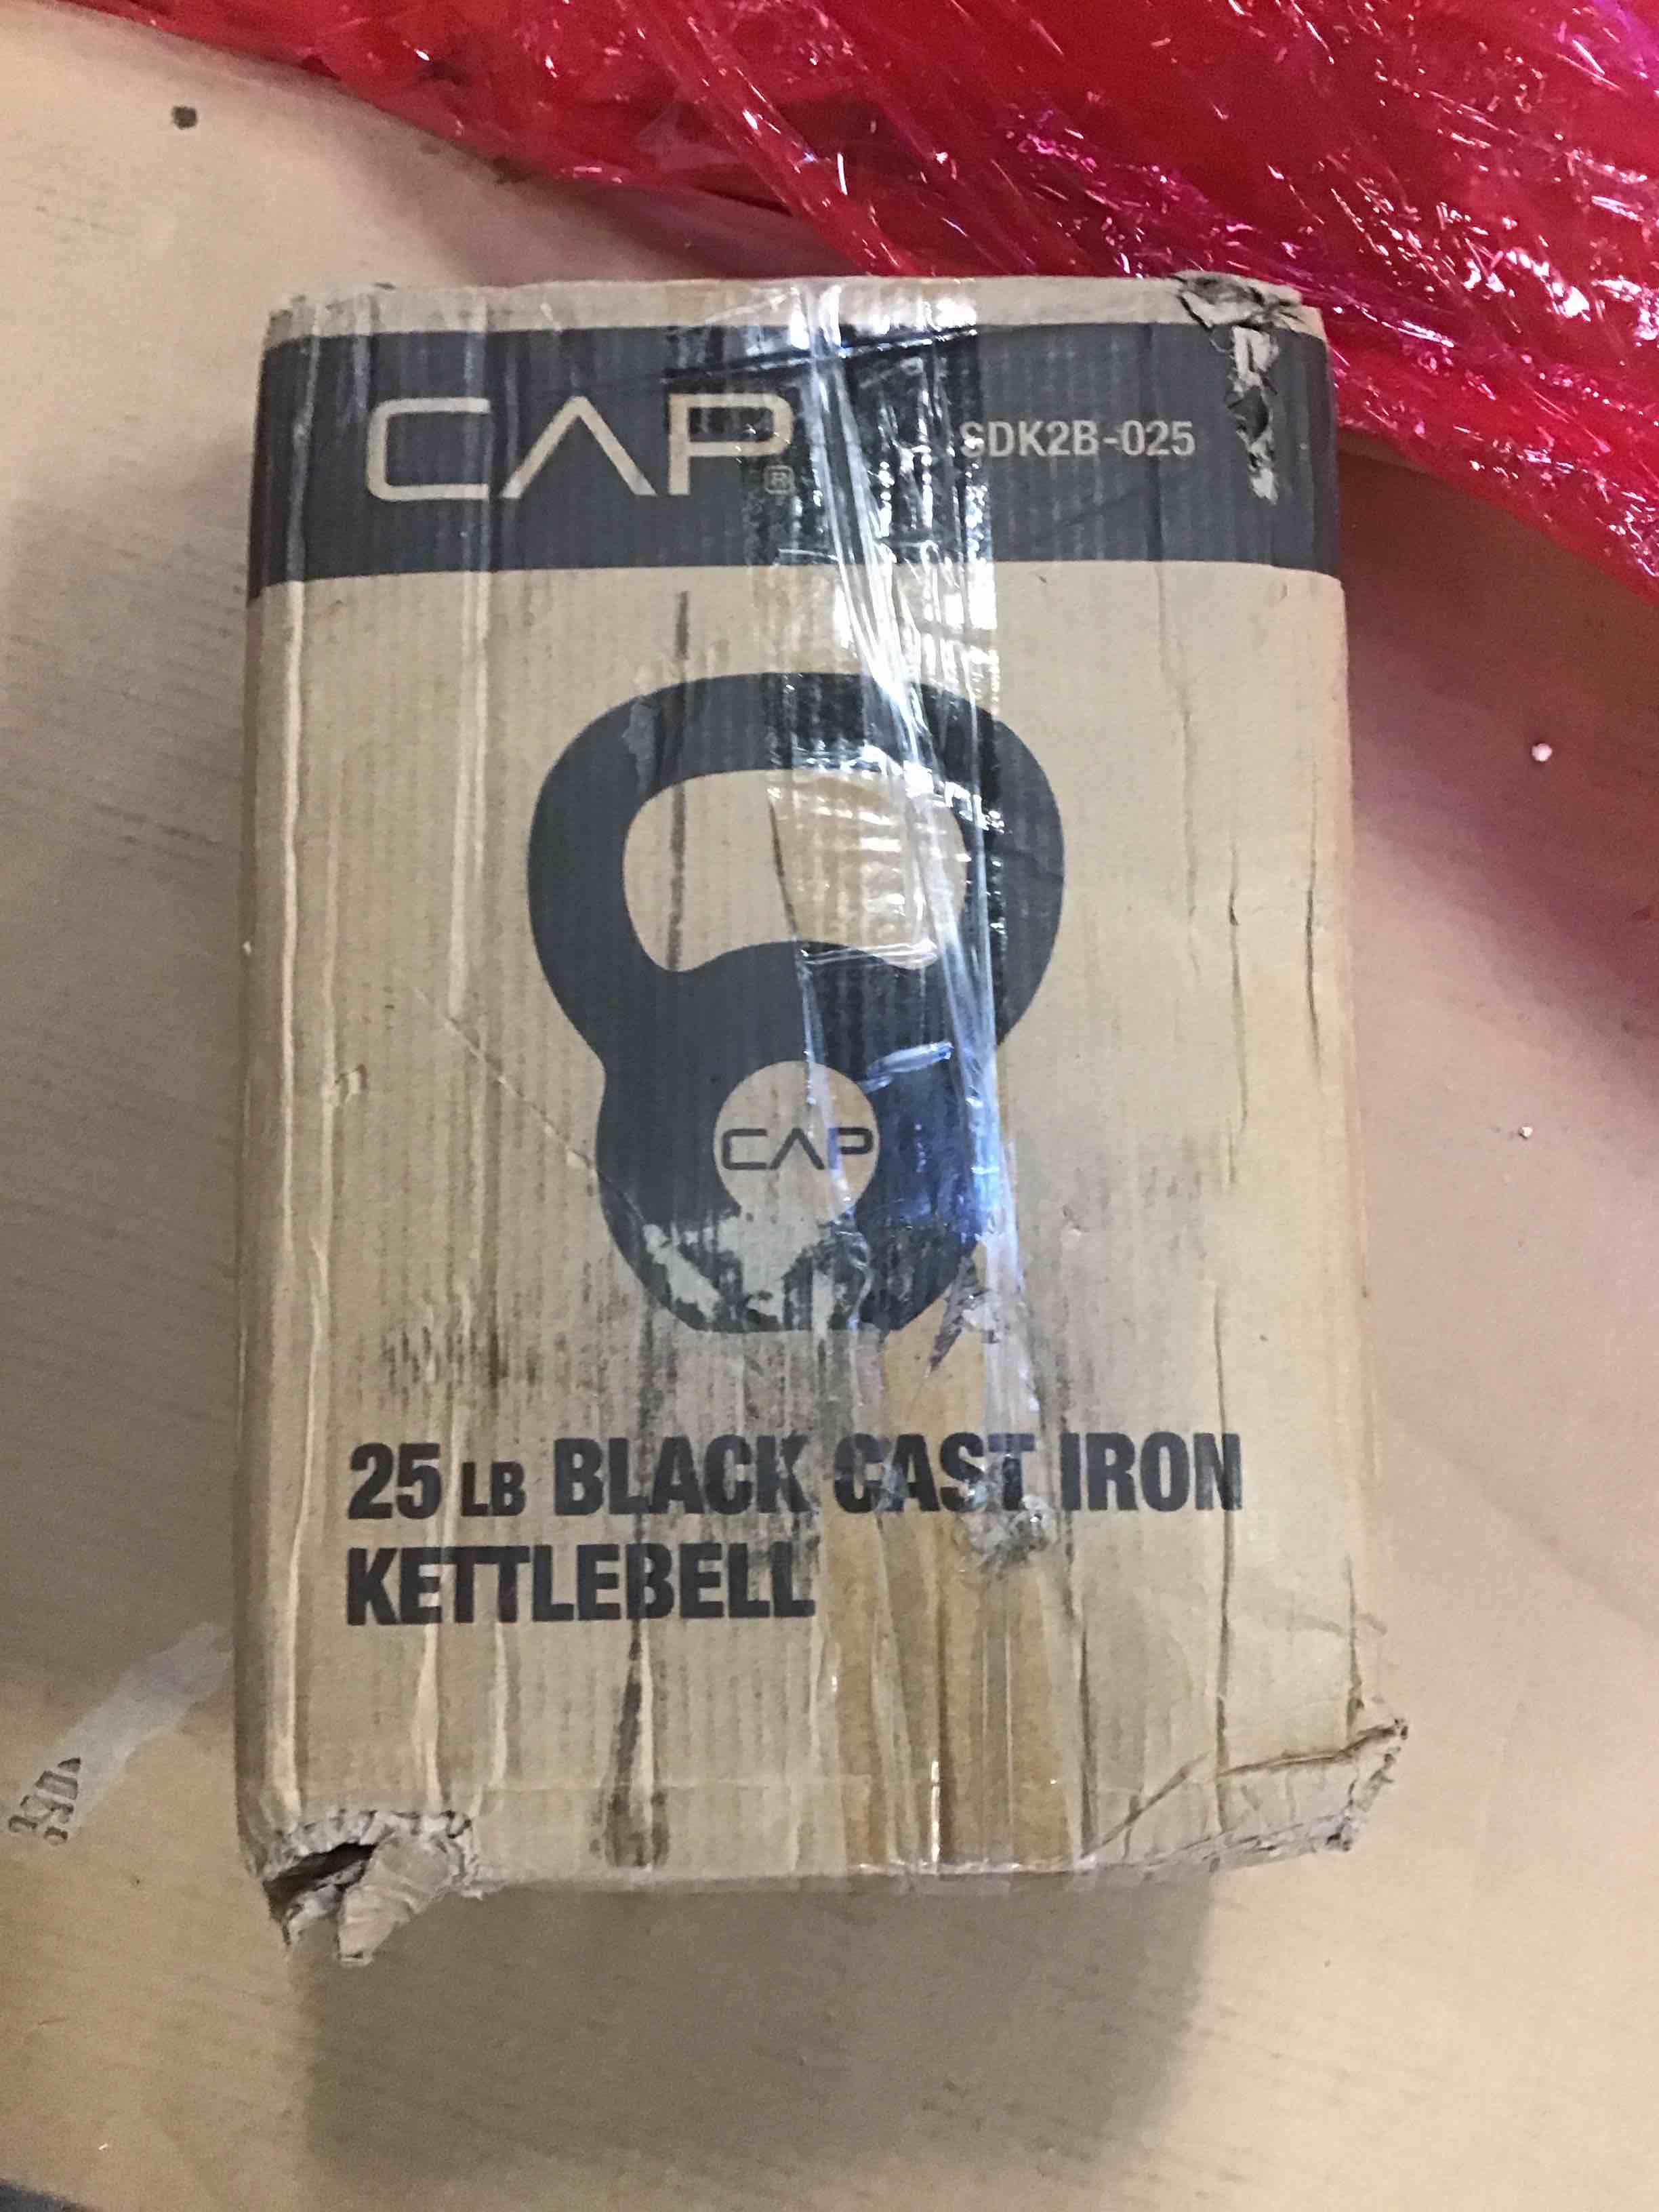 CAP®
SDK2B-025
CAP
25 LB BLACK CAST IRON
KETTLEBELL